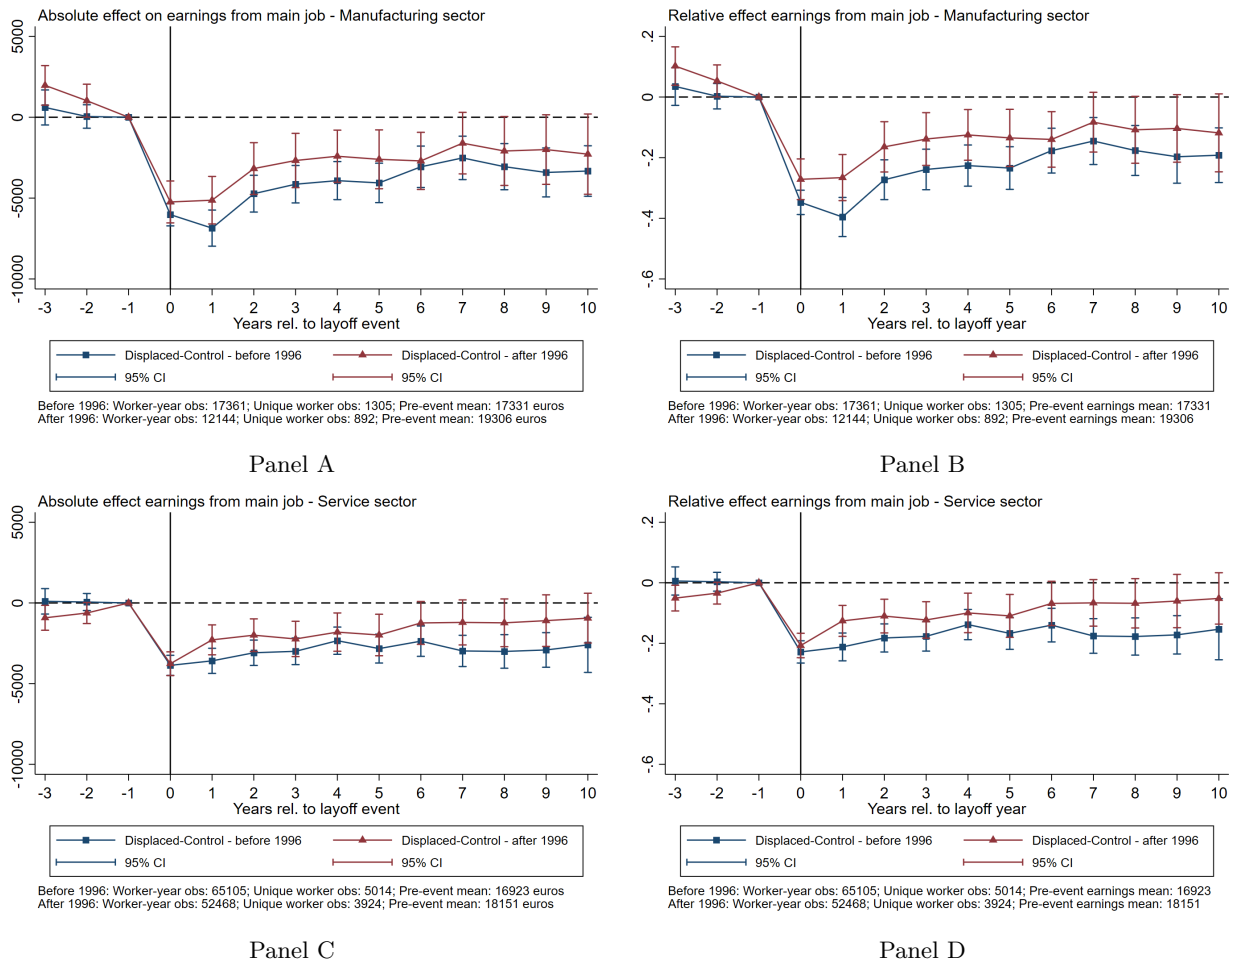 Absolute effect on earnings from main job - Manufacturing sector
5000
0
-5000
-10000
-3 -2 -1 0 1 2 3 4 5 6 7 8 9 10
Years rel. to layoff event
Displaced-Control - before 1996 Displaced-Control - after 1996
95% CI 95% CI
Before 1996: Worker-year obs: 17361; Unique worker obs: 1305; Pre-event mean: 17331 euros
After 1996: Worker-year obs: 12144; Unique worker obs: 892; Pre-event mean: 19306 euros
Panel A
Relative effect earnings from main job - Manufacturing sector
.2
0
-.2
-.4
-.6
-3 -2 -1 0 1 2 3 4 5 6 7 8 9 10
Years rel. to layoff year
Displaced-Control - before 1996 Displaced-Control - after 1996
95% CI 95% CI
Before 1996: Worker-year obs: 17361; Unique worker obs: 1305; Pre-event earnings mean: 17331
After 1996: Worker-year obs: 12144; Unique worker obs: 892; Pre-event earnings mean: 19306
Panel B
Absolute effect earnings from main job - Service sector
5000
0
-5000
-10000
-3 -2 -1 0 1 2 3 4 5 6 7 8 9 10
Years rel. to layoff event
Displaced-Control - before 1996 Displaced-Control - after 1996
95% CI 95% CI
Before 1996: Worker-year obs: 65105; Unique worker obs: 5014; Pre-event mean: 16923 euros
After 1996: Worker-year obs: 52468; Unique worker obs: 3924; Pre-event mean: 18151 euros
Panel C
Relative effect earnings from main job - Service sector
.2
0
-.2
-.4
-.6
-3 -2 -1 0 1 2 3 4 5 6 7 8 9 10
Years rel. to layoff year
Displaced-Control - before 1996 Displaced-Control - after 1996
95% CI 95% CI
Before 1996: Worker-year obs: 65105; Unique worker obs: 5014; Pre-event earnings mean: 16923
After 1996: Worker-year obs: 52468; Unique worker obs: 3924; Pre-event earnings mean: 18151
Panel D